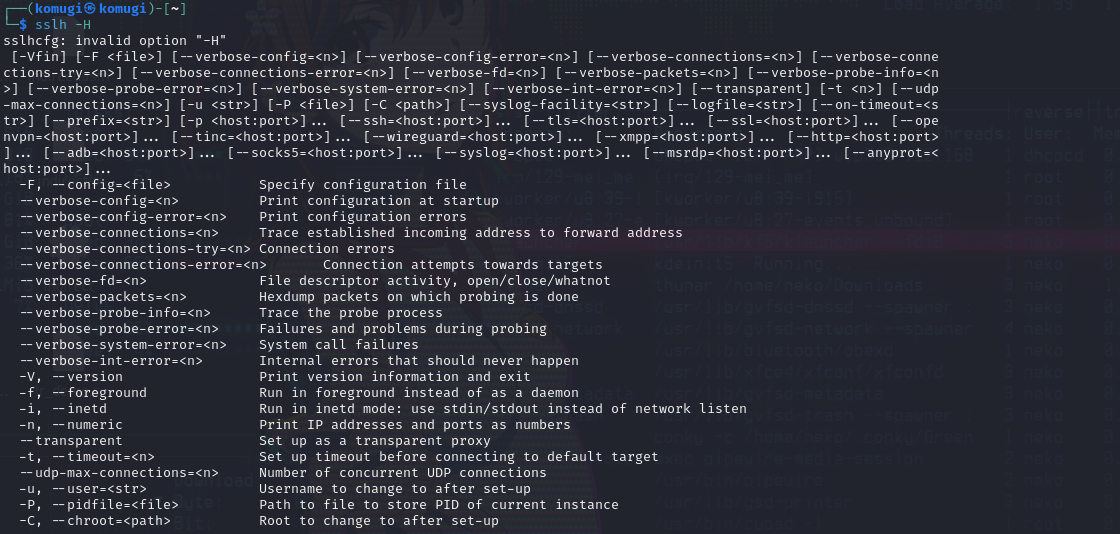 ┌──(komugi㉿komugi)-[~]
└─$ sslh -H
sslhcfg: invalid option "-H"
 [-Vfin] [-F <file>] [--verbose-config=<n>] [--verbose-config-error=<n>] [--verbose-connections=<n>] [--verbose-conne
ctions-try=<n>] [--verbose-connections-error=<n>] [--verbose-fd=<n>] [--verbose-packets=<n>] [--verbose-probe-info=<n
>] [--verbose-probe-error=<n>] [--verbose-system-error=<n>] [--verbose-int-error=<n>] [--transparent] [-t <n>] [--udp
-max-connections=<n>] [-u <str>] [-P <file>] [-C <path>] [--syslog-facility=<str>] [--logfile=<str>] [--on-timeout=<s
tr>] [--prefix=<str>] [-p <host:port>]... [--ssh=<host:port>]... [--tls=<host:port>]... [--ssl=<host:port>]... [--ope
nvpn=<host:port>]... [--tinc=<host:port>]... [--wireguard=<host:port>]... [--xmpp=<host:port>]... [--http=<host:port>
]... [--adb=<host:port>]... [--socks5=<host:port>]... [--syslog=<host:port>]... [--msrdp=<host:port>]... [--anyprot=<
host:port>]...
  -F, --config=<file>           Specify configuration file
  --verbose-config=<n>          Print configuration at startup
  --verbose-config-error=<n>    Print configuration errors
  --verbose-connections=<n>     Trace established incoming address to forward address
  --verbose-connections-try=<n> Connection errors
  --verbose-connections-error=<n>       Connection attempts towards targets
  --verbose-fd=<n>              File descriptor activity, open/close/whatnot
  --verbose-packets=<n>         Hexdump packets on which probing is done
  --verbose-probe-info=<n>      Trace the probe process
  --verbose-probe-error=<n>     Failures and problems during probing
  --verbose-system-error=<n>    System call failures
  --verbose-int-error=<n>       Internal errors that should never happen
  -V, --version                 Print version information and exit
  -f, --foreground              Run in foreground instead of as a daemon
  -i, --inetd                   Run in inetd mode: use stdin/stdout instead of network listen
  -n, --numeric                 Print IP addresses and ports as numbers
  --transparent                 Set up as a transparent proxy
  -t, --timeout=<n>             Set up timeout before connecting to default target
  --udp-max-connections=<n>     Number of concurrent UDP connections
  -u, --user=<str>              Username to change to after set-up
  -P, --pidfile=<file>          Path to file to store PID of current instance
  -C, --chroot=<path>           Root to change to after set-up